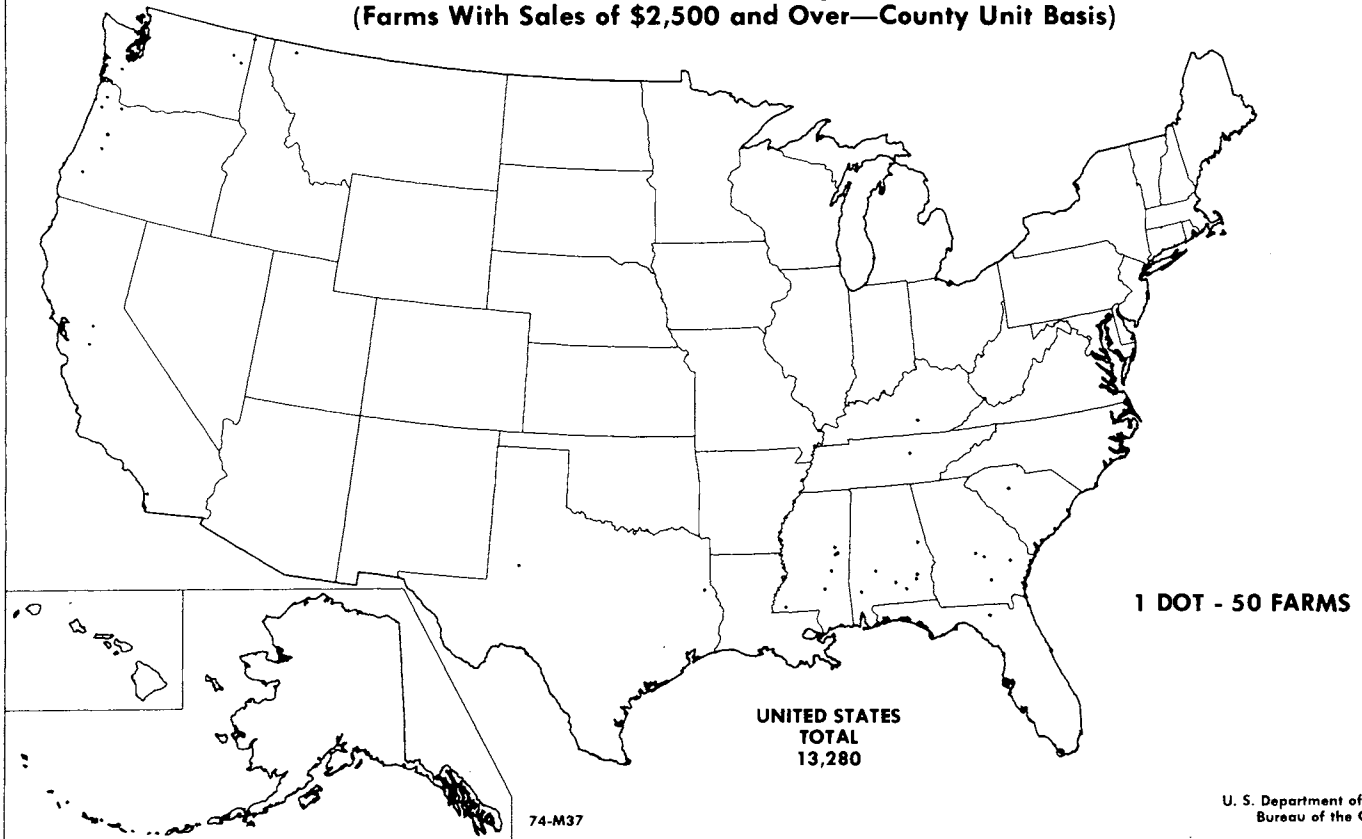 (Farms With Sales of $2,500 and Over—County Unit Basis)
1 DOT - 50 FARMS
UNITED STATES
TOTAL
13,280
74-M37
U. S. Department of
Bureau of the